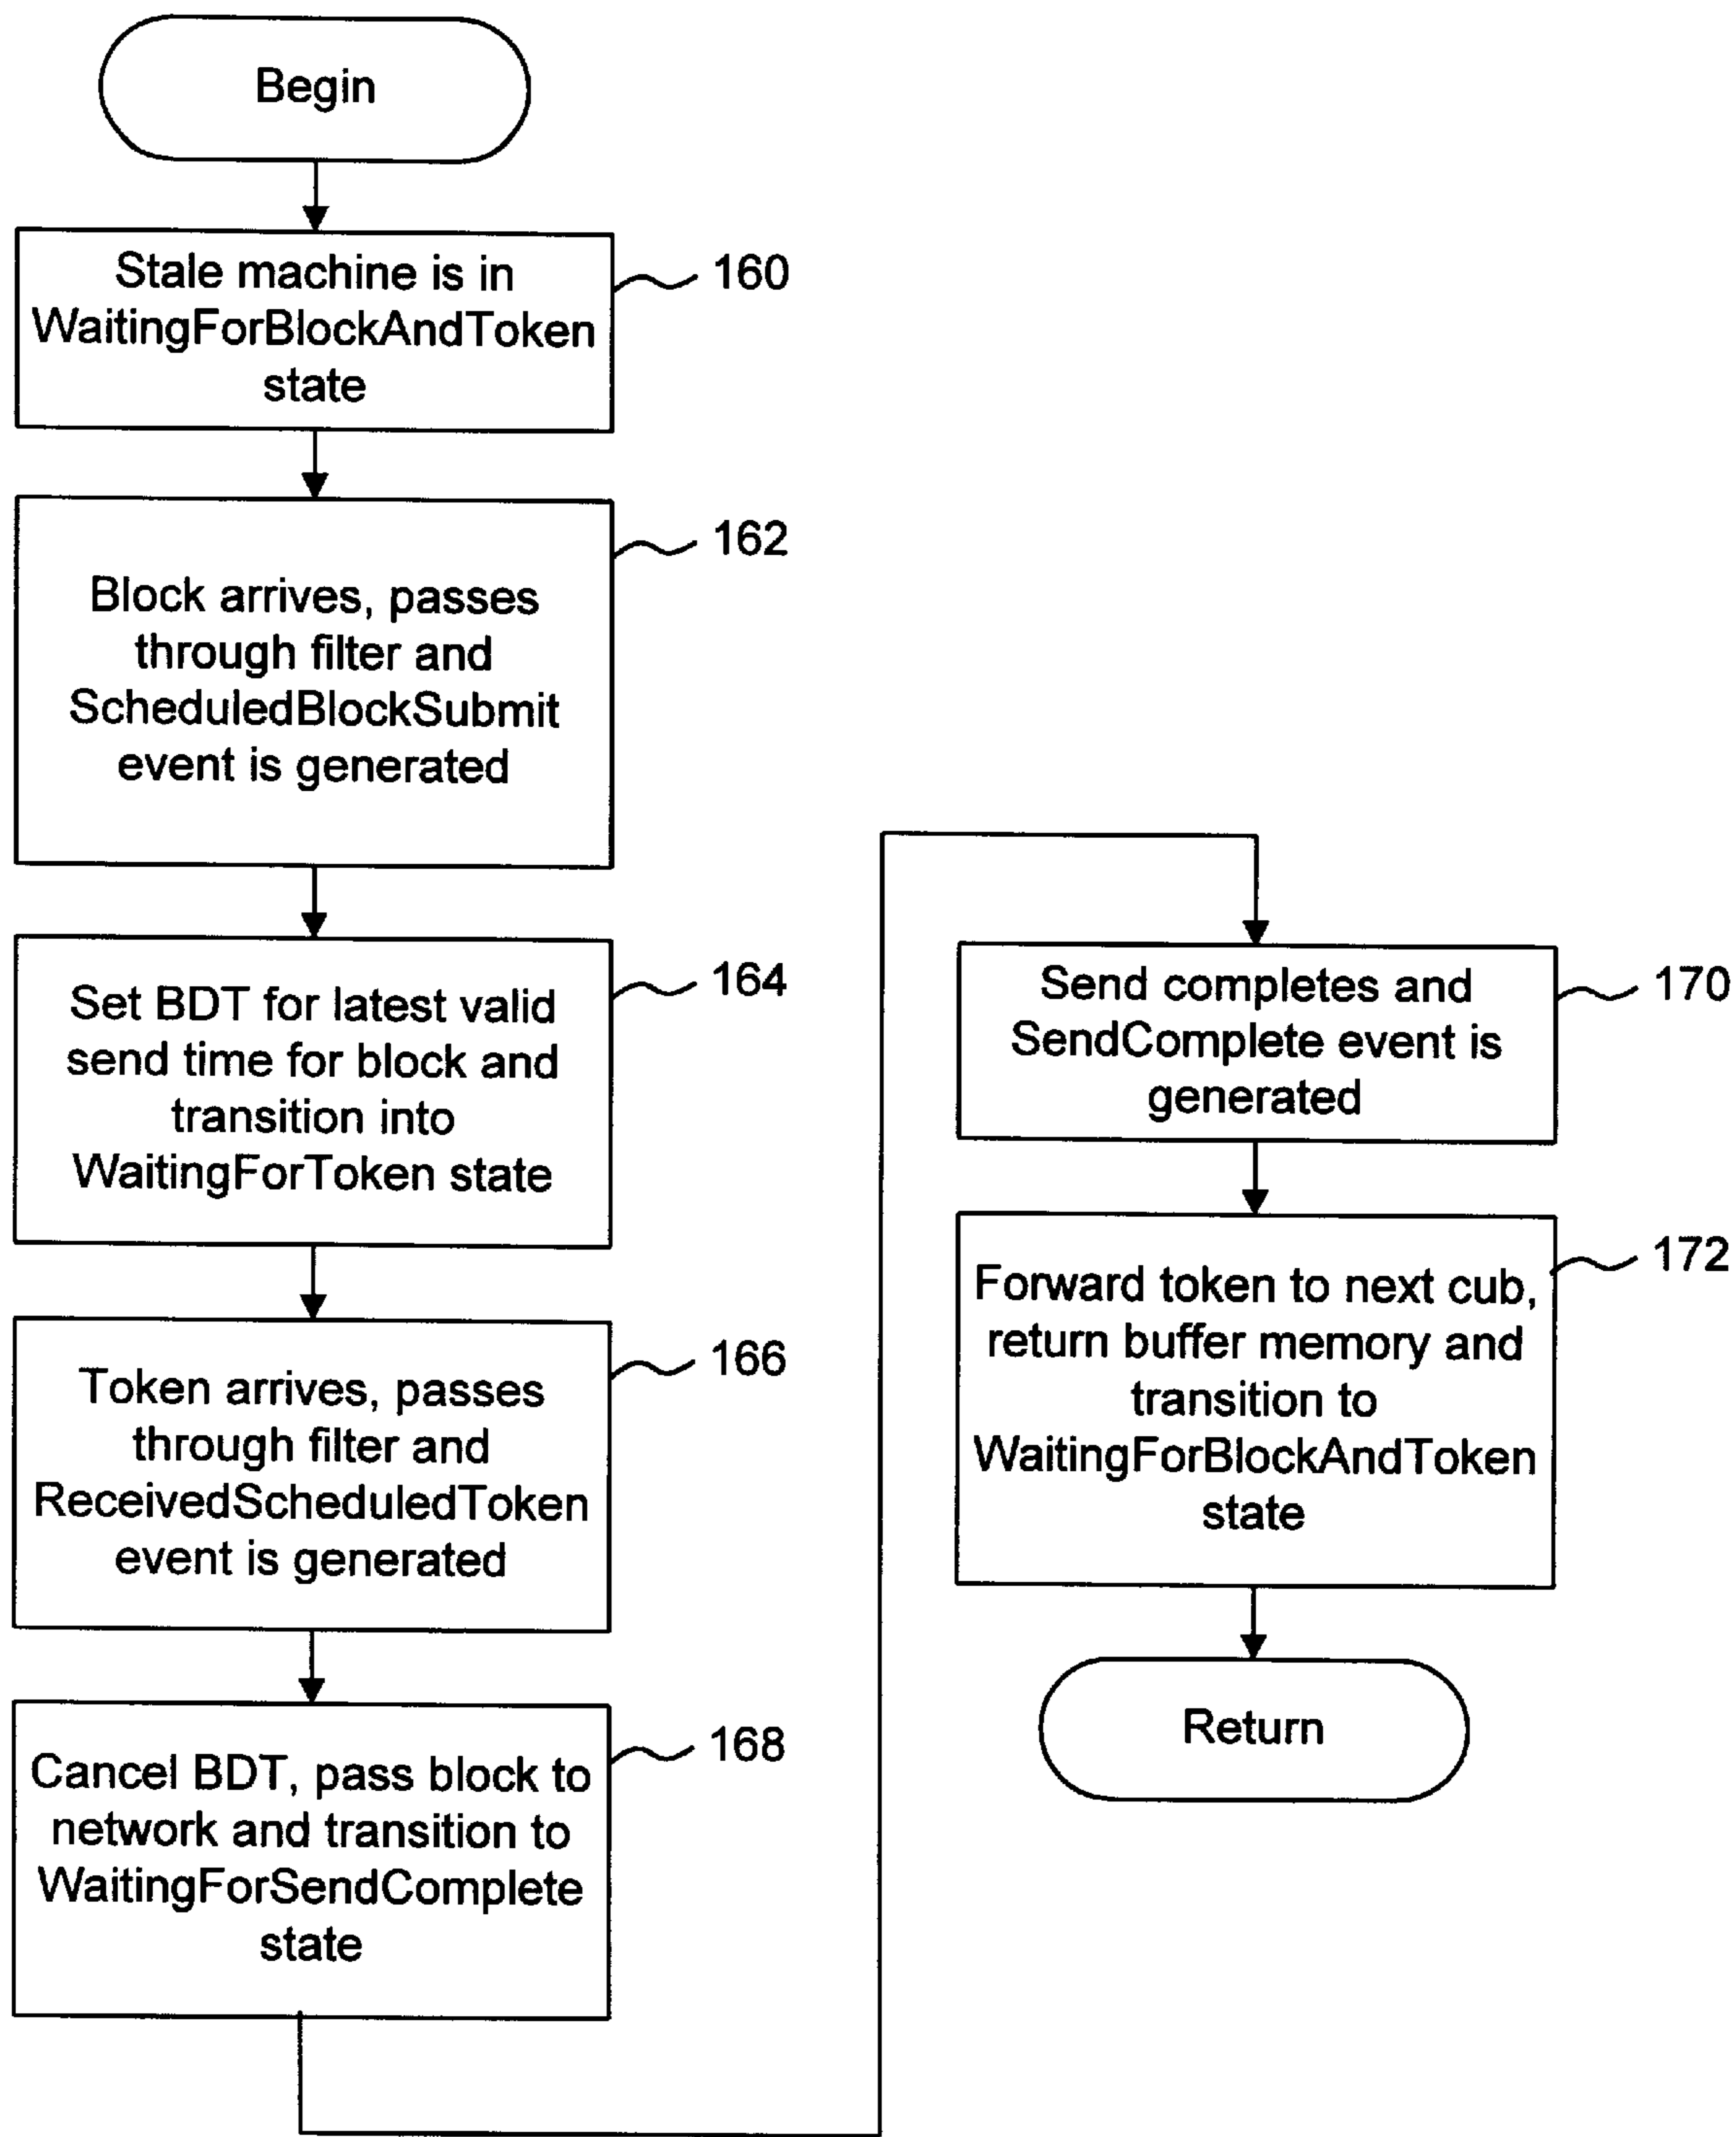 Begin
Stale machine is in
WaitingForBlockAndToken
state
160
Block arrives, passes
through filter and
ScheduledBlockSubmit
event is generated
162
Set BDT for latest valid
send time for block and
transition into
WaitingForToken state
164
Token arrives, passes
through filter and
ReceivedScheduledToken
event is generated
166
Cancel BDT, pass block to
network and transition to
WaitingForSendComplete
state
168
Send completes and
SendComplete event is
generated
170
Forward token to next cub,
return buffer memory and
transition to
WaitingForBlockAndToken
state
172
Return